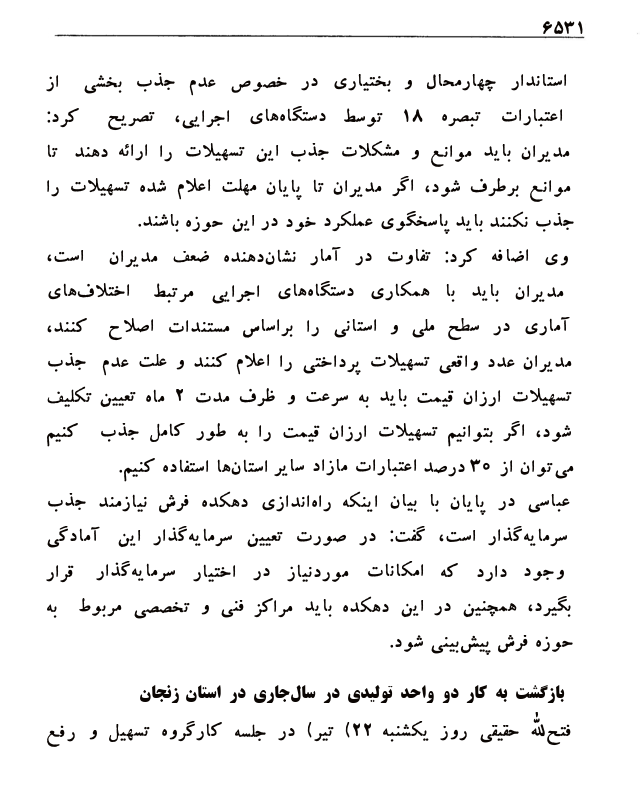 ۶۵۳۱
استاندار چهارمحال و بختیاری در خصوص عدم جذب بخشی از
اعتبارات تبصره ۱۸ توسط دستگاه‌های اجرایی، تصریح کرد:
مدیران باید موانع و مشکلات جذب این تسهیلات را ارائه دهند تا
موانع برطرف شود، اگر مدیران تا پایان مهلت اعلام شده تسهیلات را
جذب نکنند باید پاسخگوی عملکرد خود در این حوزه باشند.
وی اضافه کرد: تفاوت در آمار نشان‌دهنده ضعف مدیران است،
مدیران باید با همکاری دستگاه‌های اجرایی مرتبط اختلاف‌های
آماری در سطح ملی و استانی را براساس مستندات اصلاح کنند،
مدیران عدد واقعی تسهیلات پرداختی را اعلام کنند و علت عدم جذب
تسهیلات ارزان قیمت باید به سرعت و ظرف مدت ۲ ماه تعیین تکلیف
شود، اگر بتوانیم تسهیلات ارزان قیمت را به طور کامل جذب کنیم
می‌توان از ۳۰ درصد اعتبارات مازاد سایر استان‌ها استفاده کنیم.
عباسی در پایان با بیان اینکه راه‌اندازی دهکده فرش نیازمند جذب
سرمایه‌گذار است، گفت: در صورت تعیین سرمایه‌گذار این آمادگی
وجود دارد که امکانات موردنیاز در اختیار سرمایه‌گذار قرار
بگیرد، همچنین در این دهکده باید مراکز فنی و تخصصی مربوط به
حوزه فرش پیش‌بینی شود.
بازگشت به کار دو واحد تولیدی در سال‌جاری در استان زنجان
فتح‌الله حقیقی روز یکشنبه ۲۲) تیر) در جلسه کارگروه تسهیل و رفع